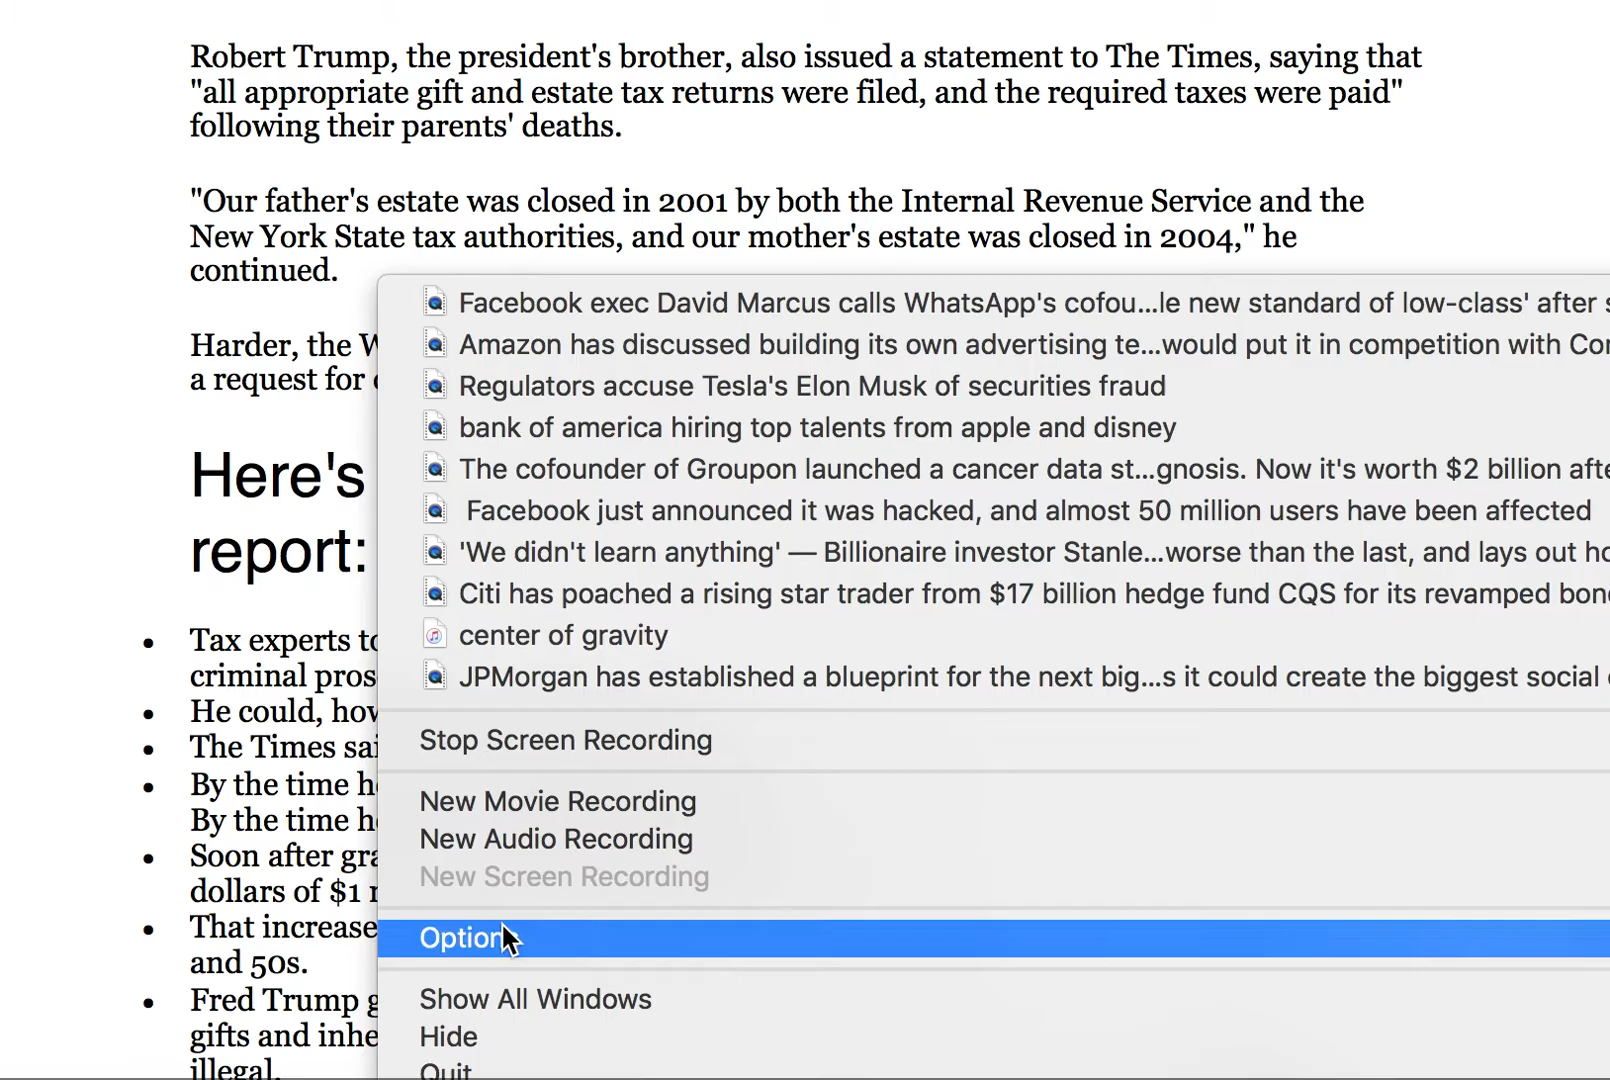 Robert Trump, the president's brother, also issued a statement to The Times, saying that
"all appropriate gift and estate tax returns were filed, and the required taxes were paid"
following their parents' deaths.
"Our father's estate was closed in 2001 by both the Internal Revenue Service and the
New York State tax authorities, and our mother's estate was closed in 2004," he
continued.
Harder, the
a request for
Here's
report:
• Tax experts
criminal
• He could,
• The Times
• By the time
By the time
• Soon after
dollars of $1
• That increase
and 50s.
• Fred Trump
gifts and
illegal.
Facebook exec David Marcus calls WhatsApp's cofou...le new standard of low-class' after
Amazon has discussed building its own advertising te...would put it in competition with
Regulators accuse Tesla's Elon Musk of securities fraud
bank of america hiring top talents from apple and disney
The cofounder of Groupon launched a cancer data st...gnosis. Now it's worth $2 billion
Facebook just announced it was hacked, and almost 50 million users have been affected
'We didn't learn anything' — Billionaire investor Stanle...worse than the last, and lays out
Citi has poached a rising star trader from $17 billion hedge fund CQS for its revamped
center of gravity
JPMorgan has established a blueprint for the next big...s it could create the biggest social
Stop Screen Recording
New Movie Recording
New Audio Recording
New Screen Recording
Options
Show All Windows
Hide
Quit